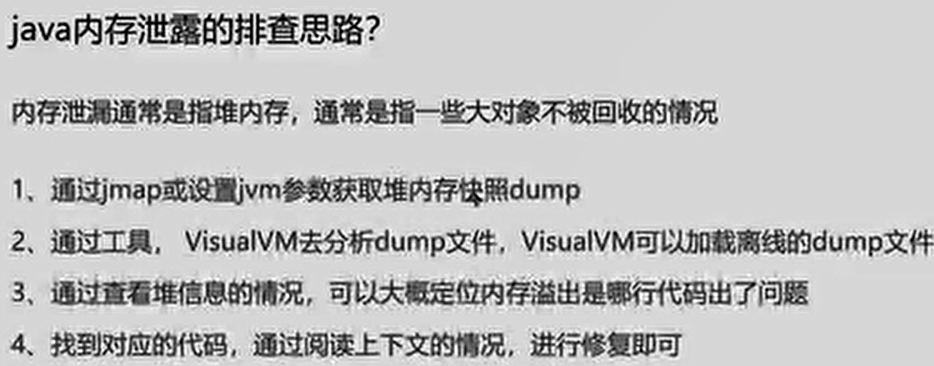 java内存泄露的排查思路？
内存泄漏通常是指堆内存，通常是指一些大对象不被回收的情况
1、通过jmap或设置jvm参数获取堆内存快照dump
2、通过工具， VisualVM去分析dump文件，VisualVM可以加载离线的dump文件
3、通过查看堆信息的情况，可以大概定位内存溢出是哪行代码出了问题
4、找到对应的代码，通过阅读上下文的情况，进行修复即可